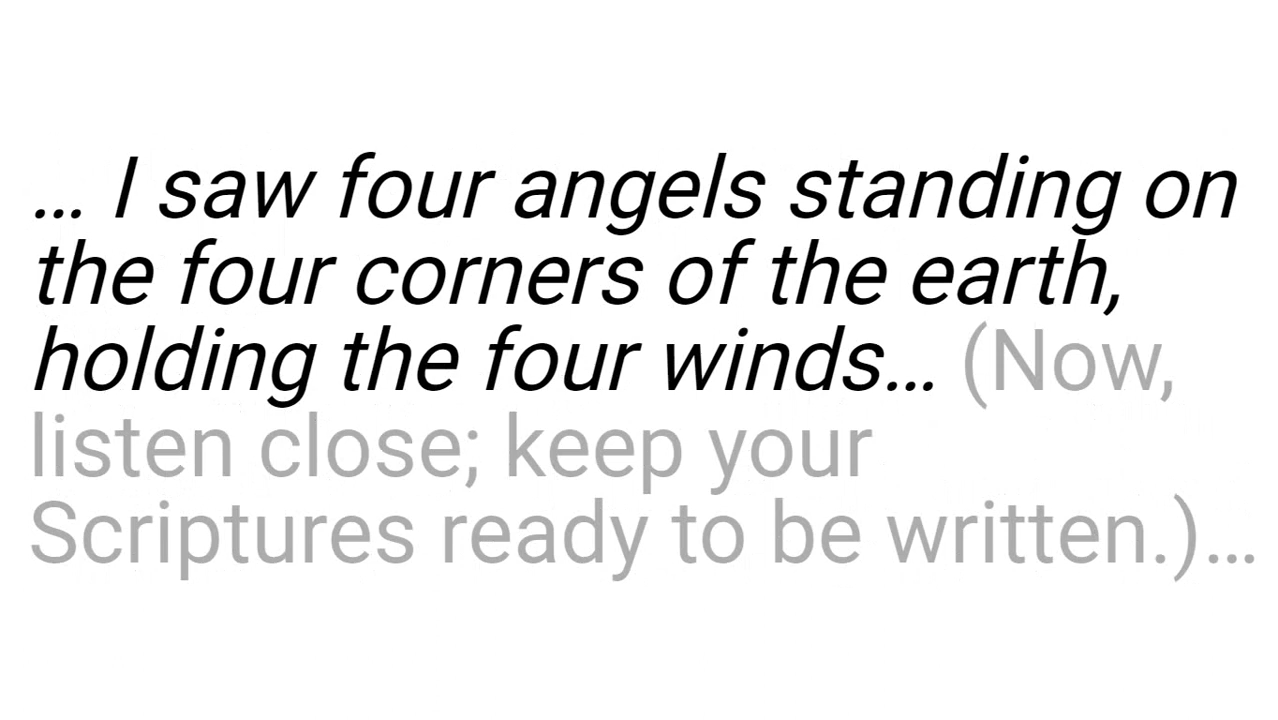 … I saw four angels standing on
the four corners of the earth,
holding the four winds… (Now,
listen close; keep your
Scriptures ready to be written.)…